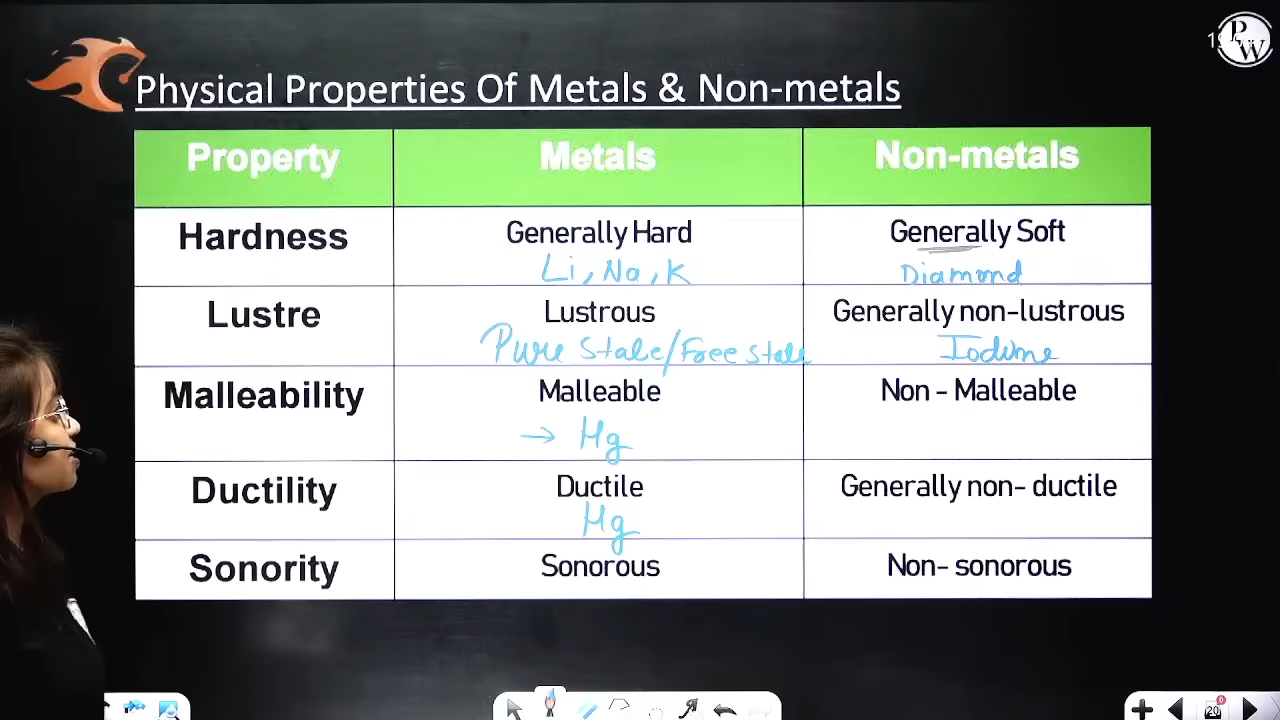 Physical Properties Of Metals & Non-metals
Property Metals Non-metals
Hardness Generally Hard Generally Soft
Li, Na, K Diamond
Lustre Lustrous Generally non-lustrous
Pure State/Free State Iodine
Malleability Malleable Non - Malleable
→ Hg
Ductility Ductile Generally non- ductile
Hg
Sonority Sonorous Non- sonorous
PW
20